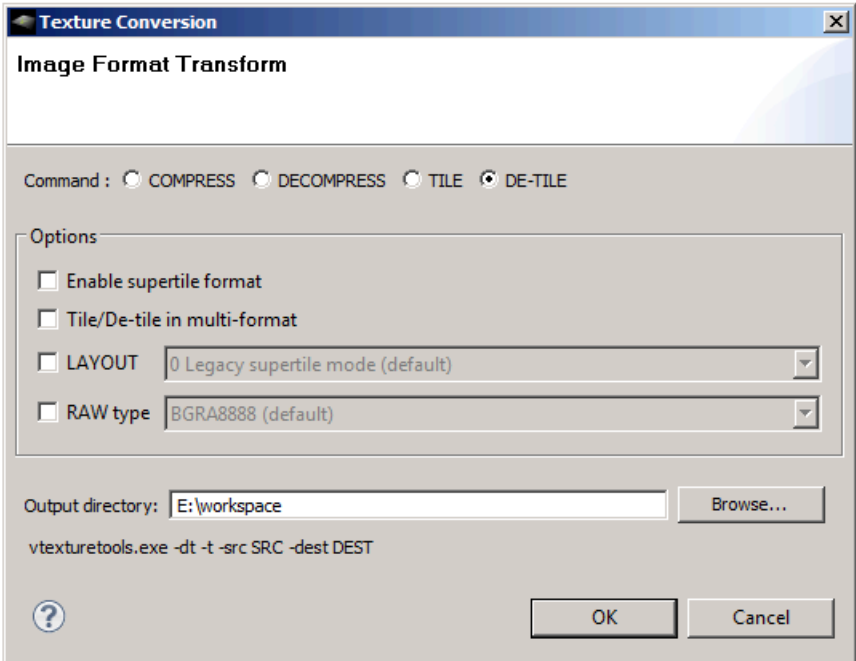 Texture Conversion
Image Format Transform
Command : COMPRESS DECOMPRESS TILE DE-TILE
Options
Enable supertile format
Tile/De-tile in multi-format
LAYOUT 0 Legacy supertile mode (default)
RAW type BGRA8888 (default)
Output directory: E:\workspace Browse...
vtexturetools.exe -dt -t -src SRC -dest DEST
? OK Cancel